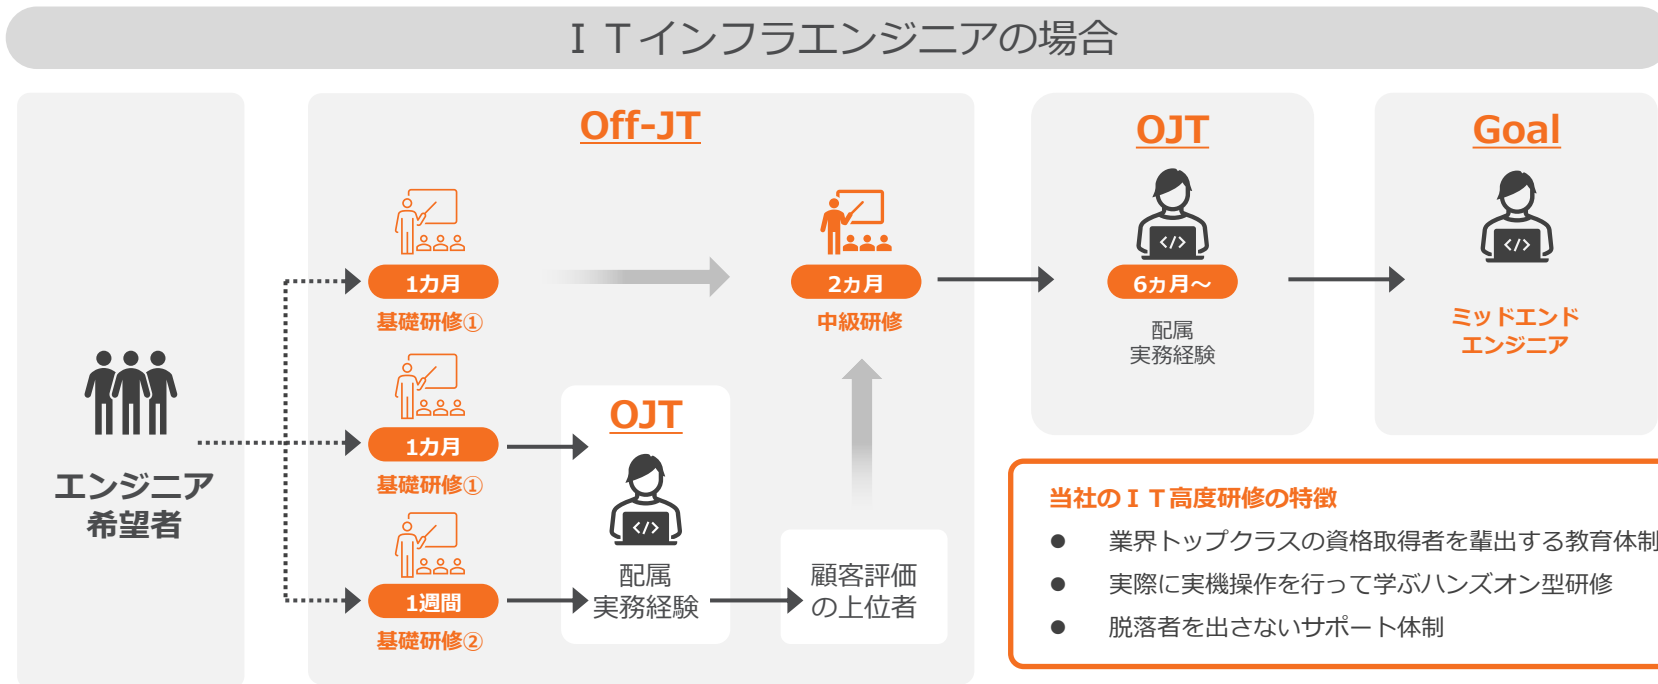 ＩＴインフラエンジニアの場合
エンジニア
希望者
Off-JT
1カ月
基礎研修①
2ヵ月
中級研修
1カ月
基礎研修①
1週間
基礎研修②
OJT
</>
配属
実務経験
顧客評価
の上位者
OJT
</>
6ヵ月～
配属
実務経験
Goal
</>
ミッドエンド
エンジニア
当社のＩＴ高度研修の特徴
● 業界トップクラスの資格取得者を輩出する教育体制
● 実際に実機操作を行って学ぶハンズオン型研修
● 脱落者を出さないサポート体制